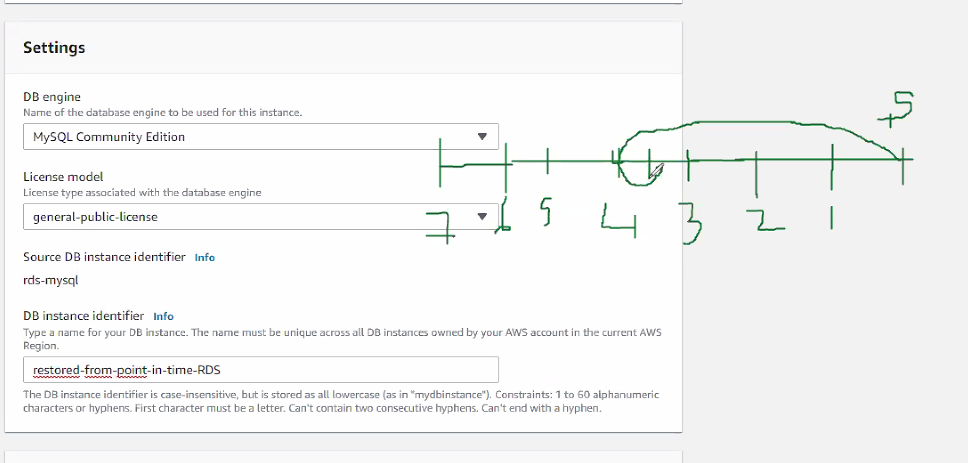 Settings
DB engine
Name of the database engine to be used for this instance.
MySQL Community Edition
License model
License type associated with the database engine
general-public-license
Source DB instance identifier Info
rds-mysql
DB instance identifier Info
Type a name for your DB instance. The name must be unique across all DB instances owned by your AWS account in the current AWS
Region.
restored-from-point-in-time-RDS
The DB instance identifier is case-insensitive, but is stored as all lowercase (as in "mydbinstance"). Constraints: 1 to 60 alphanumeric
characters or hyphens. First character must be a letter. Can't contain two consecutive hyphens. Can't end with a hyphen.
+5
7 6 5 4 3 2 1